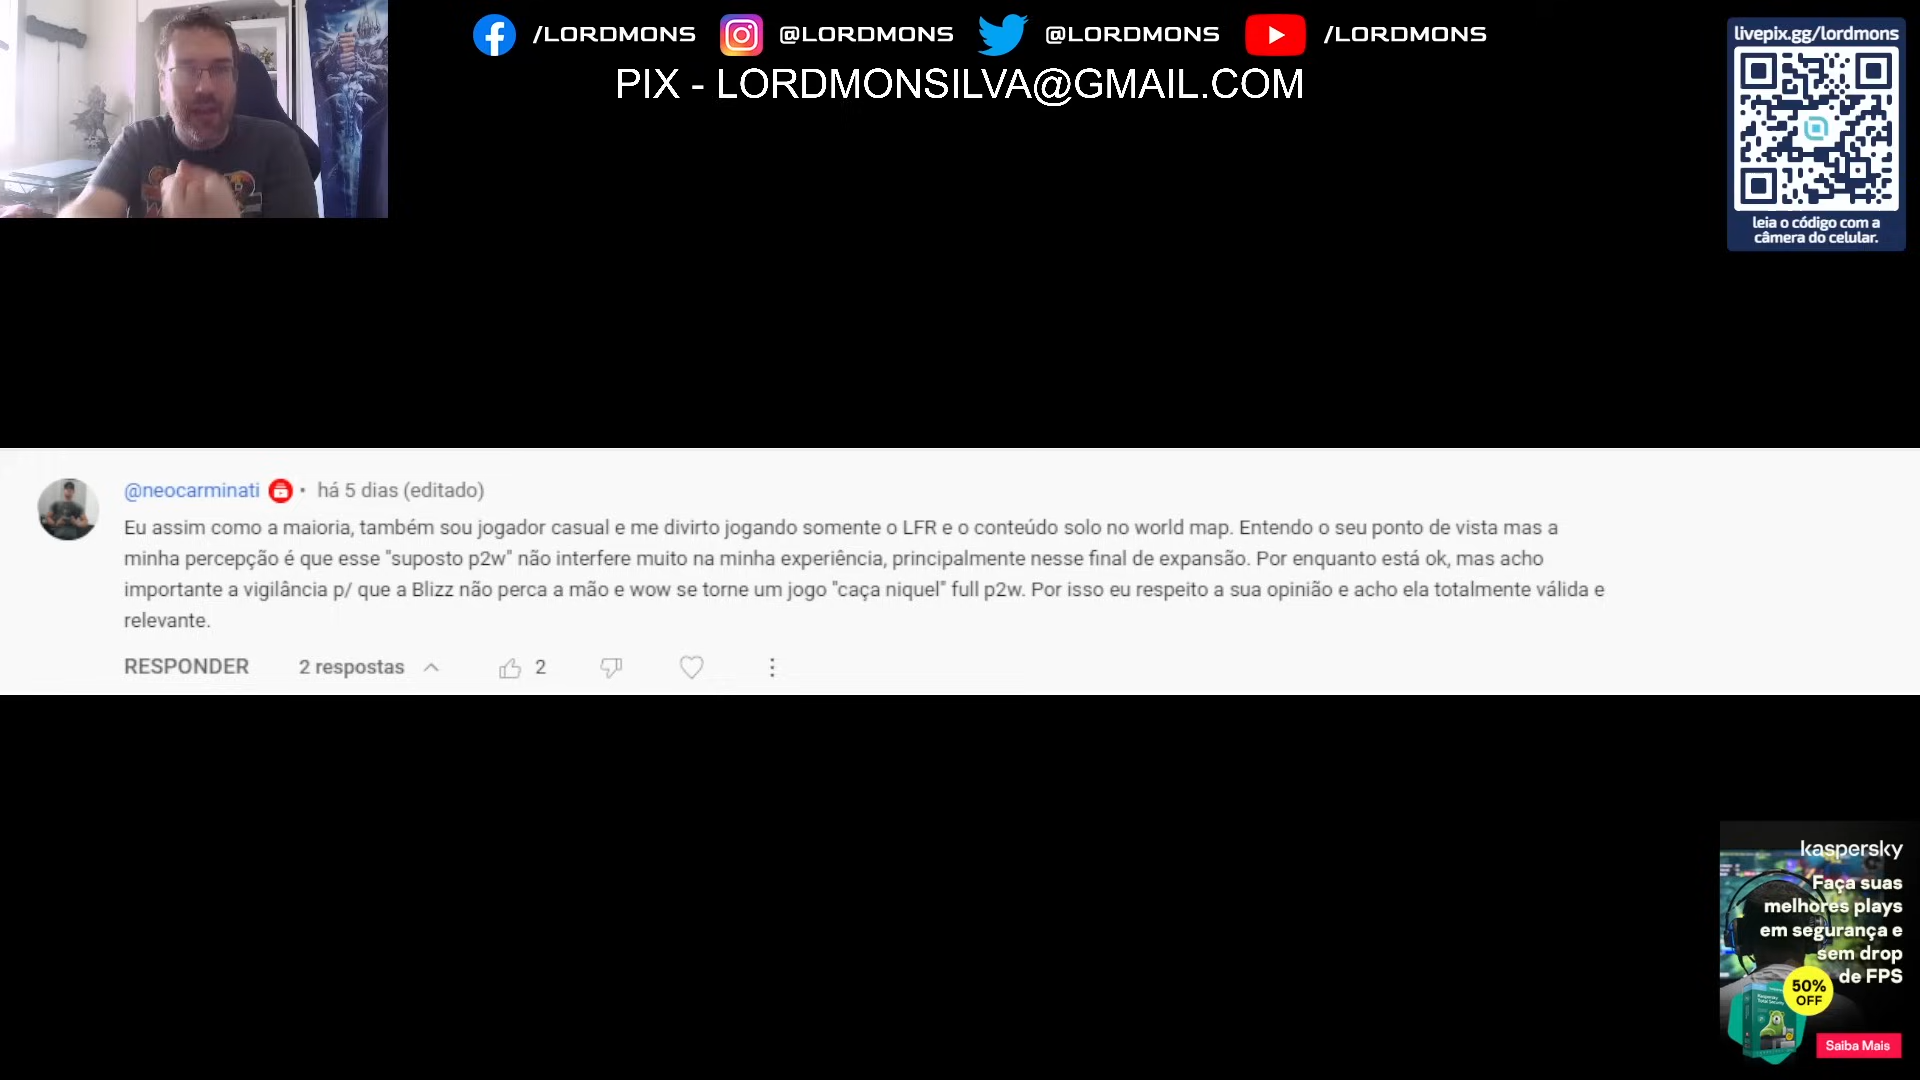 /LORDMONS @LORDMONS @LORDMONS /LORDMONS
PIX - LORDMONSILVA@GMAIL.COM
livepix.gg/lordmons
leia o código com a
câmera do celular.
@neocarminati • há 5 dias (editado)
Eu assim como a maioria, também sou jogador casual e me divirto jogando somente o LFR e o conteúdo solo no world map. Entendo o seu ponto de vista mas a
minha percepção é que esse "suposto p2w" não interfere muito na minha experiência, principalmente nesse final de expansão. Por enquanto está ok, mas acho
importante a vigilância p/ que a Blizz não perca a mão e wow se torne um jogo "caça niquel" full p2w. Por isso eu respeito a sua opinião e acho ela totalmente válida e
relevante.
RESPONDER 2 respostas 2
kaspersky
Faça suas
melhores plays
em segurança e
sem drop
de FPS
50%
OFF
Saiba Mais